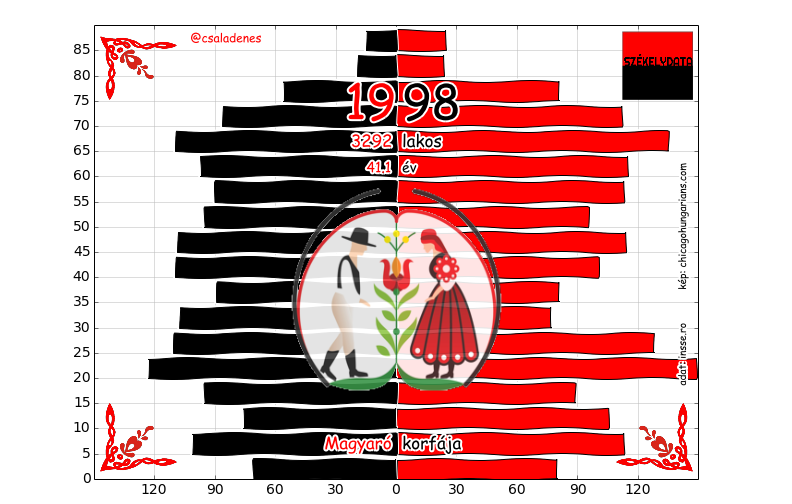 @csaladenes
SZÉKELYDATA
1998
3292 lakos
41.1 év
kép: chicagohungarians.com
adat: insse.ro
Magyaró korfája
85
80
75
70
65
60
55
50
45
40
35
30
25
20
15
10
5
0
120 90 60 30 0 30 60 90 120